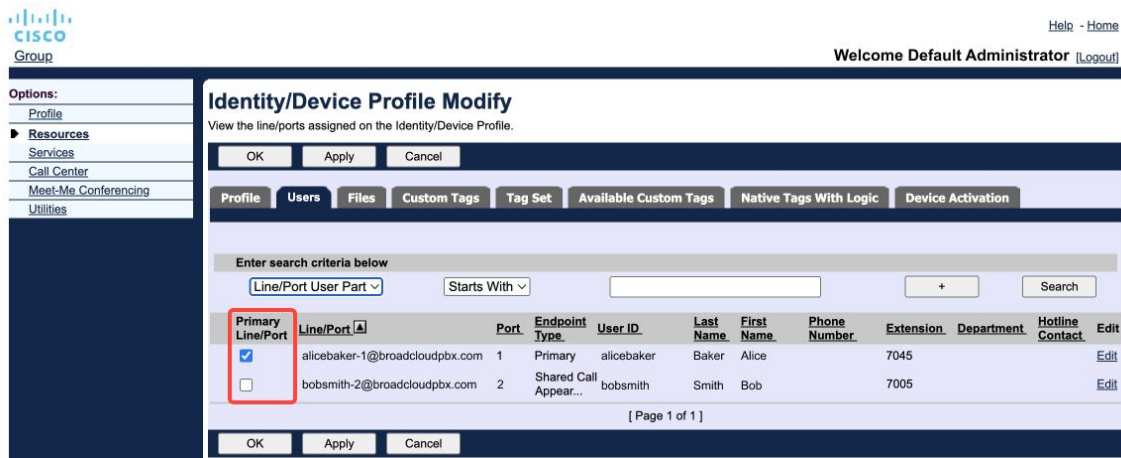 CISCO
Help - Home
Group
Welcome Default Administrator [Logout]
Options:
Profile
Resources
Services
Call Center
Meet-Me Conferencing
Utilities
Identity/Device Profile Modify
View the line/ports assigned on the Identity/Device Profile.
OK Apply Cancel
Profile Users Files Custom Tags Tag Set Available Custom Tags Native Tags With Logic Device Activation
Enter search criteria below
Line/Port User Part Starts With + Search
Primary Line/Port Line/Port Port Endpoint Type User ID Last Name First Name Phone Number Extension Department Hotline Contact Edit
alicebaker-1@broadcloudpbx.com 1 Primary alicebaker Baker Alice 7045 Edit
bobsmith-2@broadcloudpbx.com 2 Shared Call Appear... bobsmith Smith Bob 7005 Edit
[ Page 1 of 1 ]
OK Apply Cancel